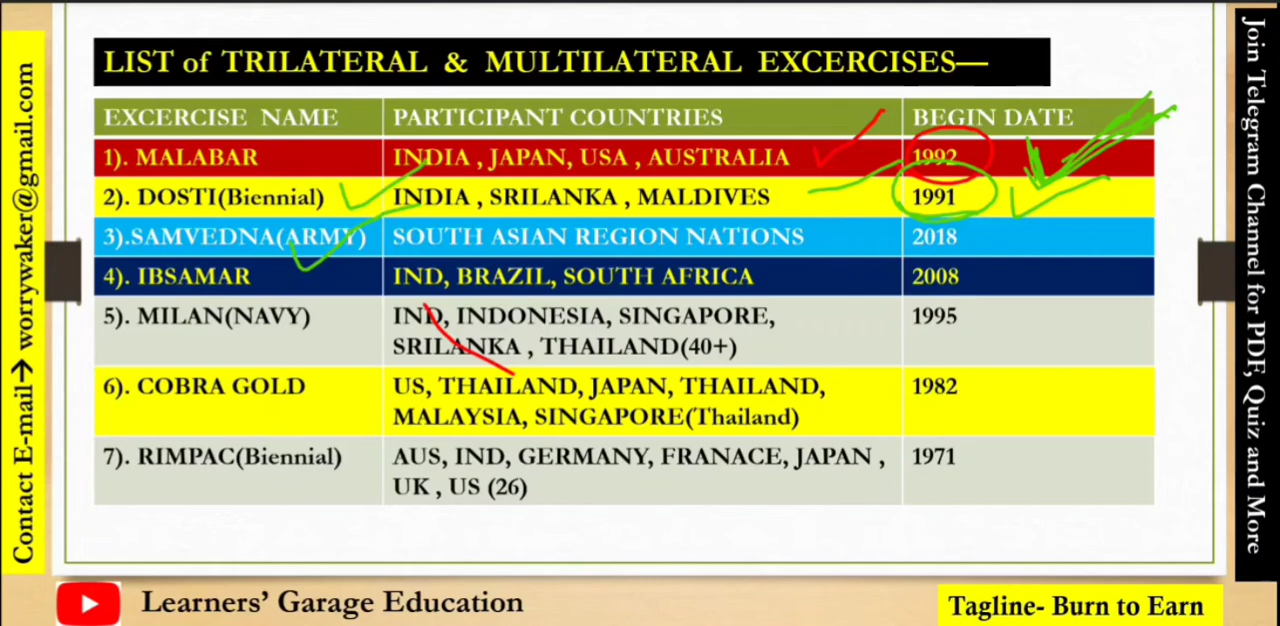 LIST of TRILATERAL & MULTILATERAL EXCERCISES—
EXCERCISE NAME PARTICIPANT COUNTRIES BEGIN DATE
1). MALABAR INDIA , JAPAN, USA , AUSTRALIA 1992
2). DOSTI(Biennial) INDIA , SRILANKA , MALDIVES 1991
3).SAMVEDNA(ARMY) SOUTH ASIAN REGION NATIONS 2018
4). IBSAMAR IND, BRAZIL, SOUTH AFRICA 2008
5). MILAN(NAVY) IND, INDONESIA, SINGAPORE, 1995
SRILANKA , THAILAND(40+)
6). COBRA GOLD US, THAILAND, JAPAN, THAILAND, 1982
MALAYSIA, SINGAPORE(Thailand)
7). RIMPAC(Biennial) AUS, IND, GERMANY, FRANACE, JAPAN , 1971
UK , US (26)
Contact E-mail→ worrywaker@gmail.com
Join Telegram Channel for PDF, Quiz and More
Learners' Garage Education
Tagline- Burn to Earn